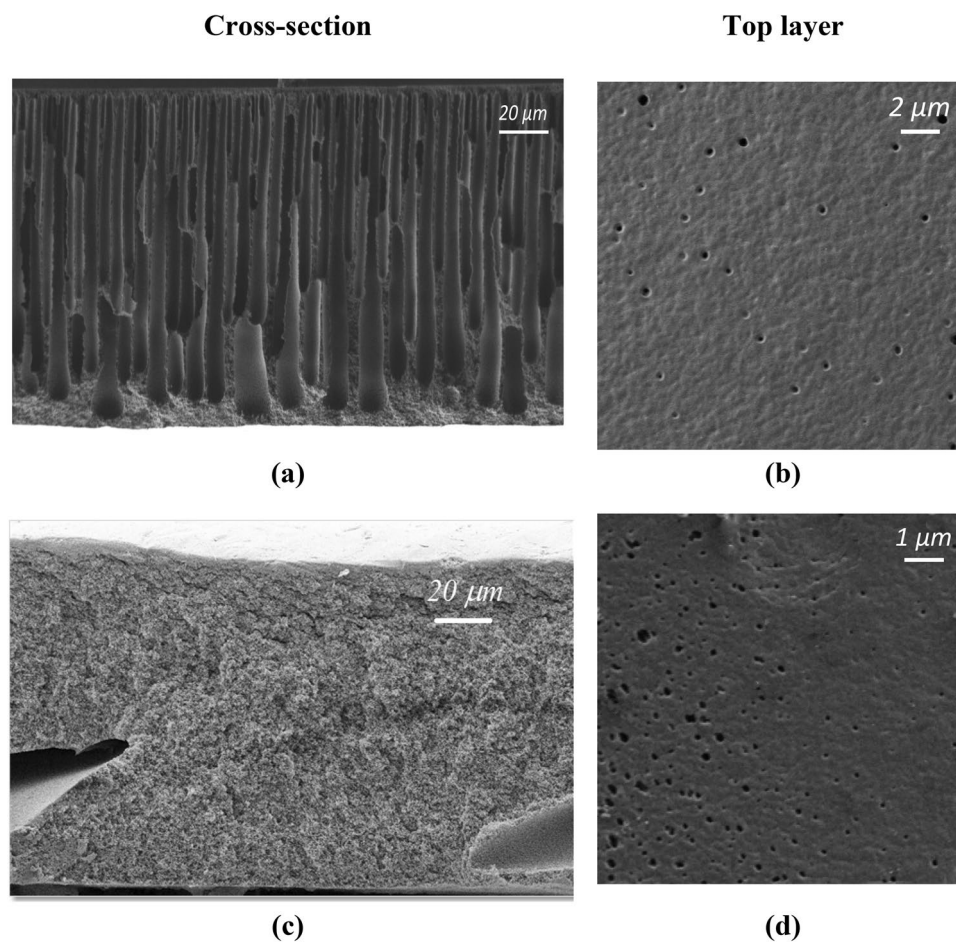 Cross-section
Top layer
20 μm
2 μm
(a)
(b)
20 μm
1 μm
(c)
(d)